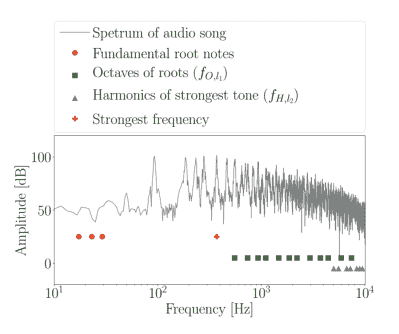 Spetrum of audio song
Fundamental root notes
Octaves of roots (f_{O,l_1})
Harmonics of strongest tone (f_{H,l_2})
Strongest frequency
100
50
0
Amplitude [dB]
10^1 10^2 10^3 10^4
Frequency [Hz]